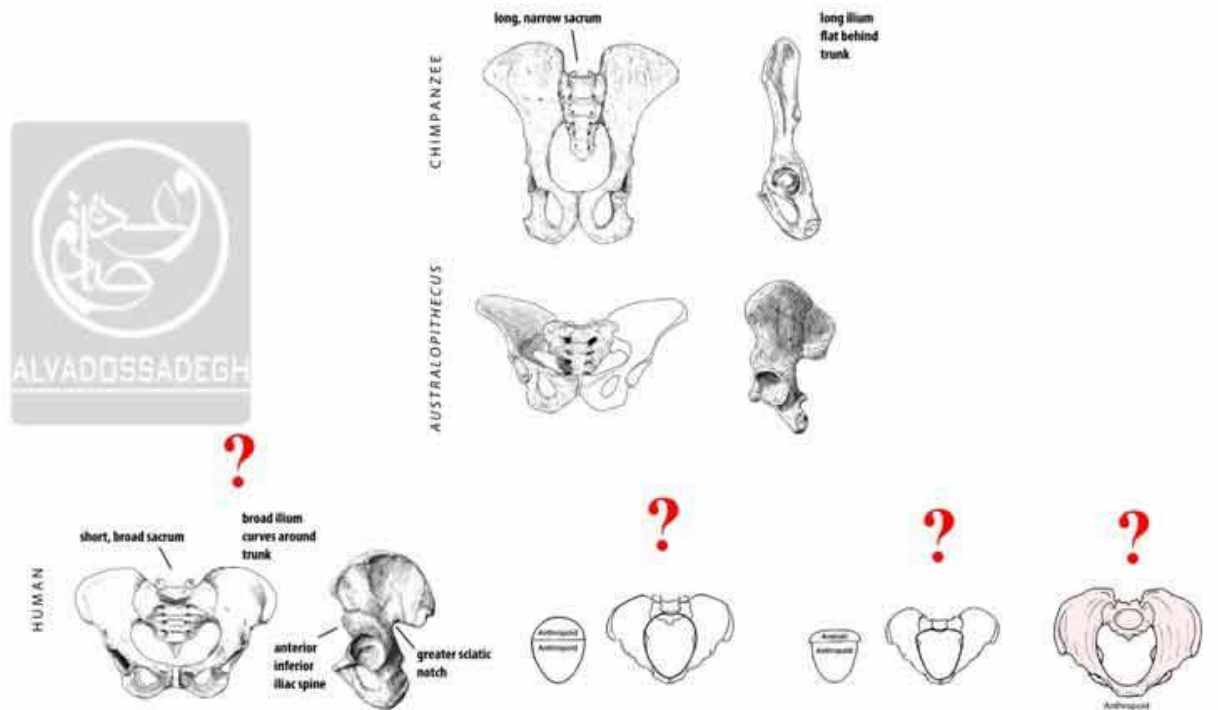 long, narrow sacrum
long ilium
flat behind
trunk
CHIMPANZEE
ALVADOSSADEGH
AUSTRALOPITHECUS
?
?
?
?
short, broad sacrum
broad ilium
curves around
trunk
HUMAN
anterior
inferior
iliac spine
greater sciatic
notch
Anthropoid
Anthropoid
Anthropoid
Anthropoid